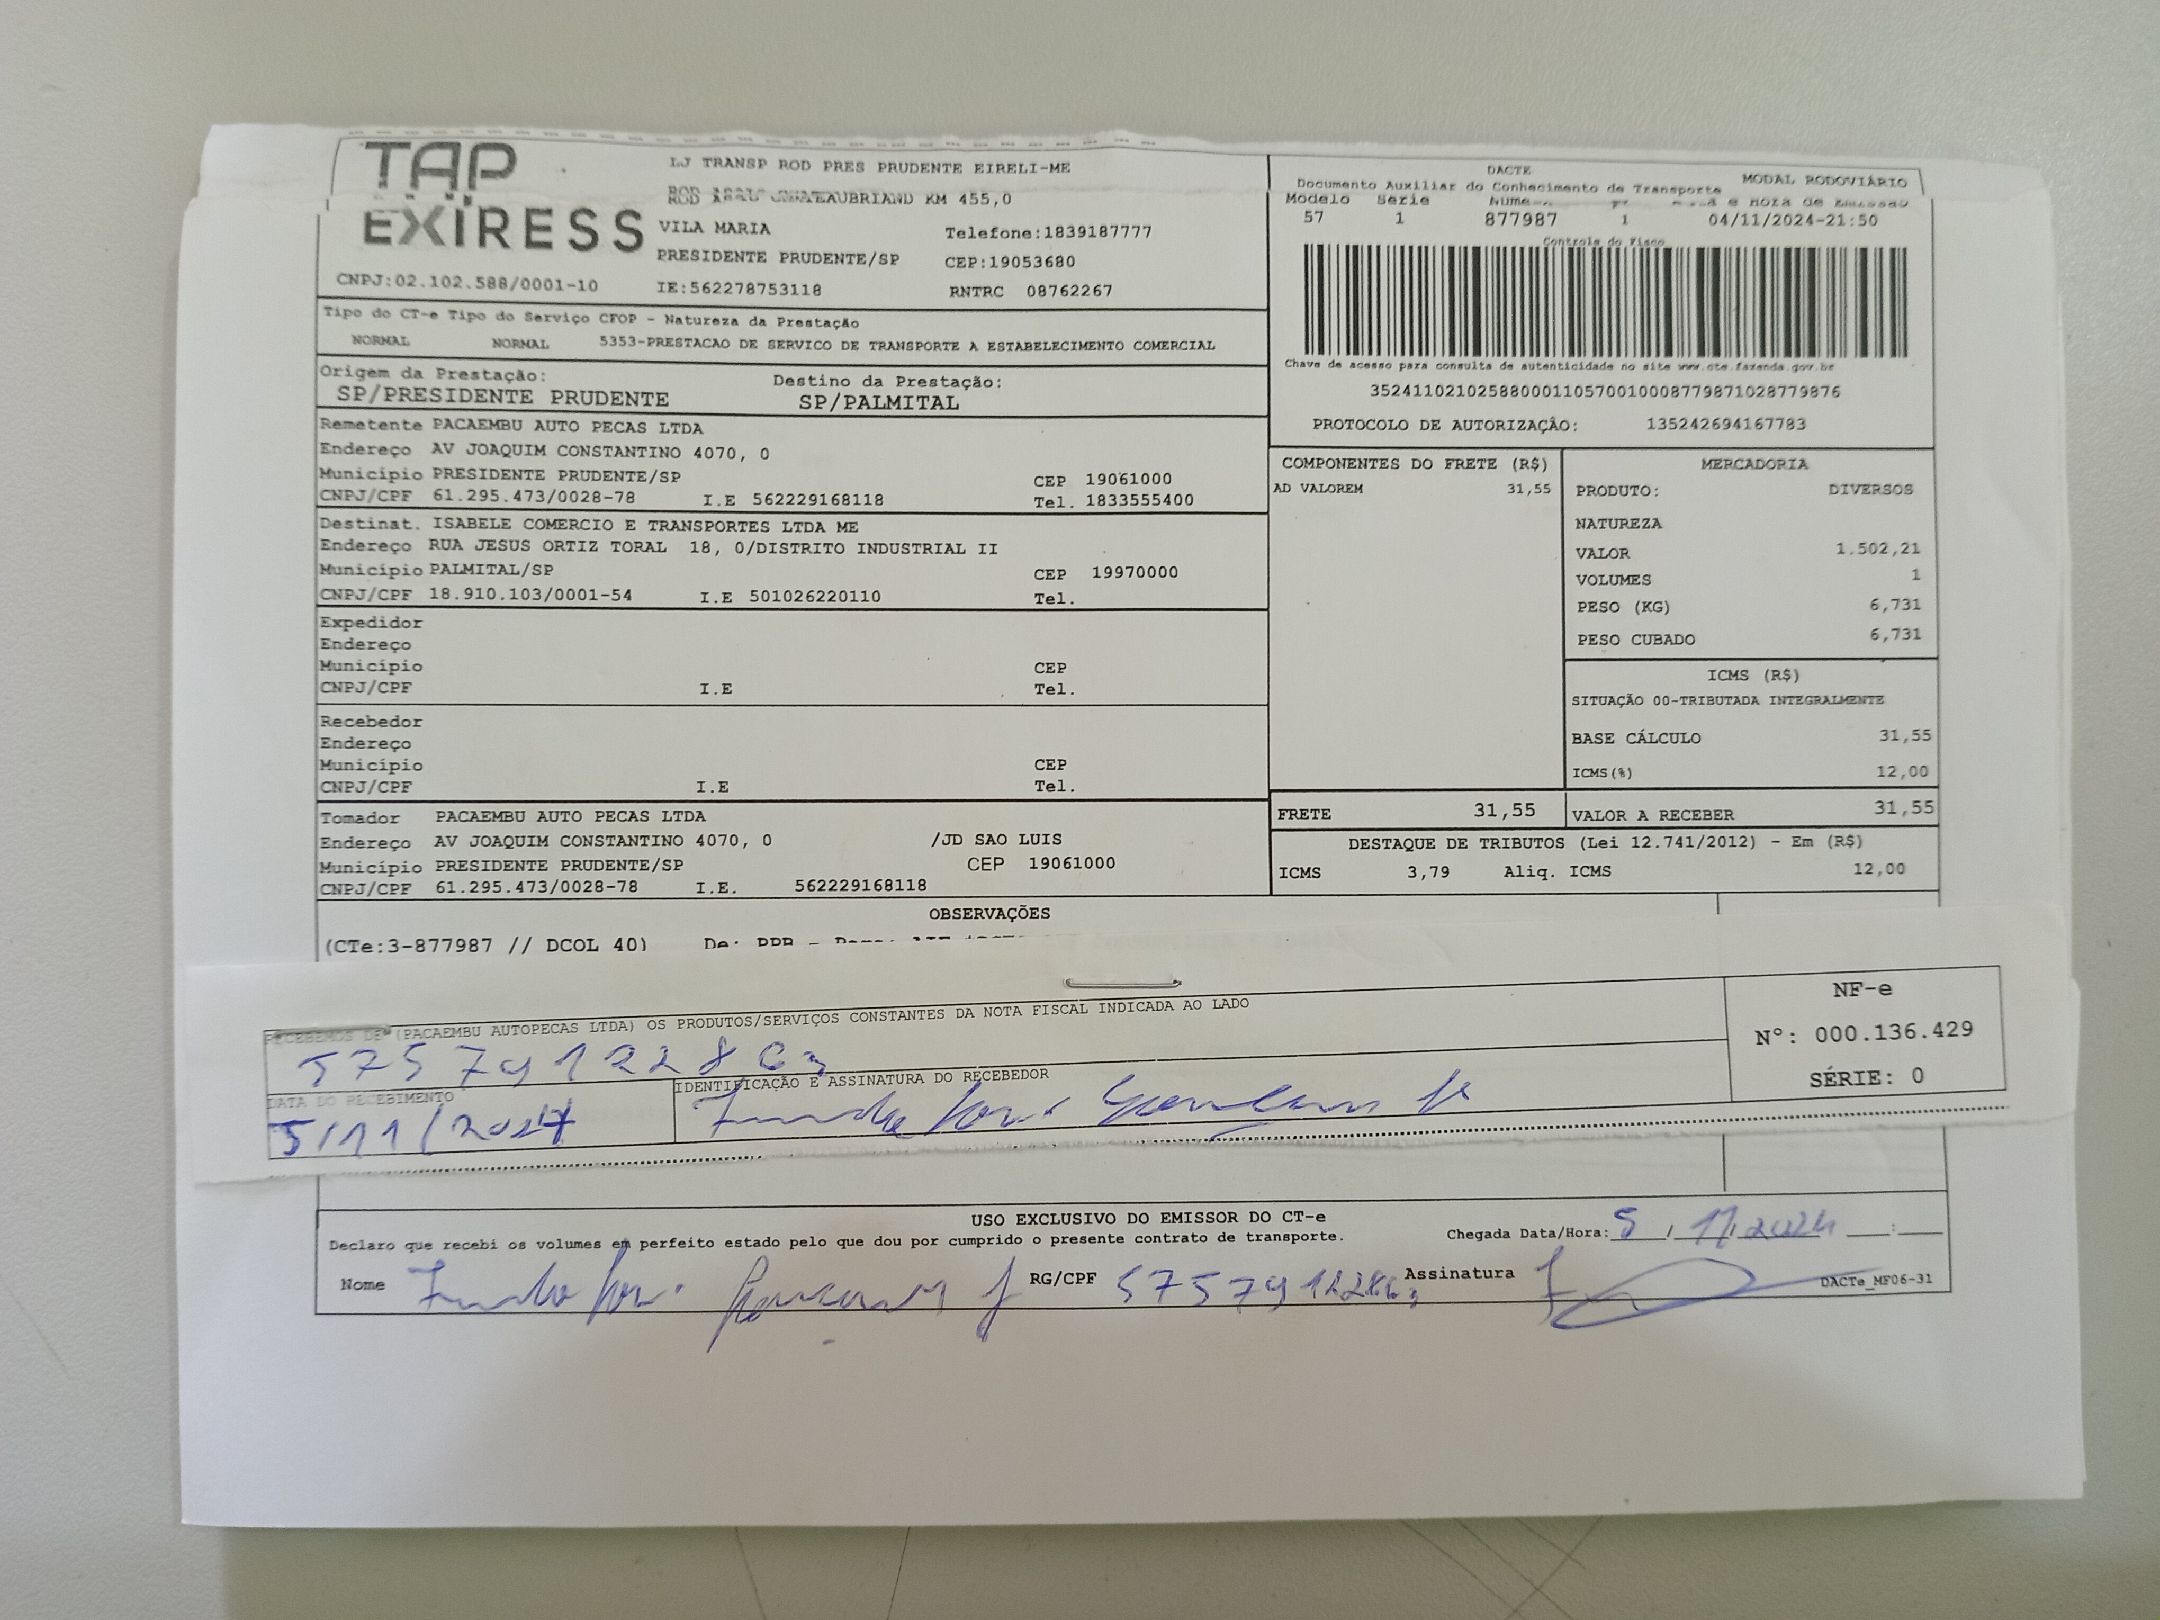 TAP
EXIRESS
CNPJ:02.102.588/0001-10
LJ TRANSP ROD PRES PRUDENTE EIRELI-ME
ROD KM 455,0
VILA MARIA Telefone:1839187777
PRESIDENTE PRUDENTE/SP CEP:19053680
IE:562278753118 RNTRC 08762267
DACTE
Documento Auxiliar do Conhecimento de Transporte MODAL RODOVIÁRIO
Modelo Serie
57 1 877987 1 04/11/2024-21:50
Controle do Fisco
Chave de acesso para consulta de autenticidade no site www.cte.fazenda.gov.br
35241102102588000110570010008779871028779876
PROTOCOLO DE AUTORIZAÇÃO: 135242694167783
Tipo do CT-e Tipo do Serviço CFOP - Natureza da Prestação
NORMAL NORMAL 5353-PRESTACAO DE SERVICO DE TRANSPORTE A ESTABELECIMENTO COMERCIAL
Origem da Prestação: Destino da Prestação:
SP/PRESIDENTE PRUDENTE SP/PALMITAL
Remetente PACAEMBU AUTO PECAS LTDA
Endereço AV JOAQUIM CONSTANTINO 4070, 0
Município PRESIDENTE PRUDENTE/SP CEP 19061000
CNPJ/CPF 61.295.473/0028-78 I.E 562229168118 Tel. 1833555400
Destinat. ISABELE COMERCIO E TRANSPORTES LTDA ME
Endereço RUA JESUS ORTIZ TORAL 18, 0/DISTRITO INDUSTRIAL II
Município PALMITAL/SP CEP 19970000
CNPJ/CPF 18.910.103/0001-54 I.E 501026220110 Tel.
Expedidor
Endereço
Município CEP
CNPJ/CPF I.E Tel.
Recebedor
Endereço
Município CEP
CNPJ/CPF I.E Tel.
Tomador PACAEMBU AUTO PECAS LTDA
Endereço AV JOAQUIM CONSTANTINO 4070, 0 /JD SAO LUIS
Município PRESIDENTE PRUDENTE/SP CEP 19061000
CNPJ/CPF 61.295.473/0028-78 I.E. 562229168118
COMPONENTES DO FRETE (R$)
AD VALOREM 31,55
MERCADORIA
PRODUTO: DIVERSOS
NATUREZA
VALOR 1.502,21
VOLUMES 1
PESO (KG) 6,731
PESO CUBADO 6,731
ICMS (R$)
SITUAÇÃO 00-TRIBUTADA INTEGRALMENTE
BASE CÁLCULO 31,55
ICMS(%) 12,00
FRETE 31,55 VALOR A RECEBER 31,55
DESTAQUE DE TRIBUTOS (Lei 12.741/2012) - Em (R$)
ICMS 3,79 Aliq. ICMS 12,00
OBSERVAÇÕES
(CTe:3-877987 // DCOL 40) De:
RECEBEMOS DE (PACAEMBU AUTOPECAS LTDA) OS PRODUTOS/SERVIÇOS CONSTANTES DA NOTA FISCAL INDICADA AO LADO
DATA DO RECEBIMENTO IDENTIFICAÇÃO E ASSINATURA DO RECEBEDOR
5/11/2024
NF-e
Nº: 000.136.429
SÉRIE: 0
USO EXCLUSIVO DO EMISSOR DO CT-e
Declaro que recebi os volumes em perfeito estado pelo que dou por cumprido o presente contrato de transporte. Chegada Data/Hora: 5/11/2024 :
Nome RG/CPF Assinatura DACTe_MF06-31